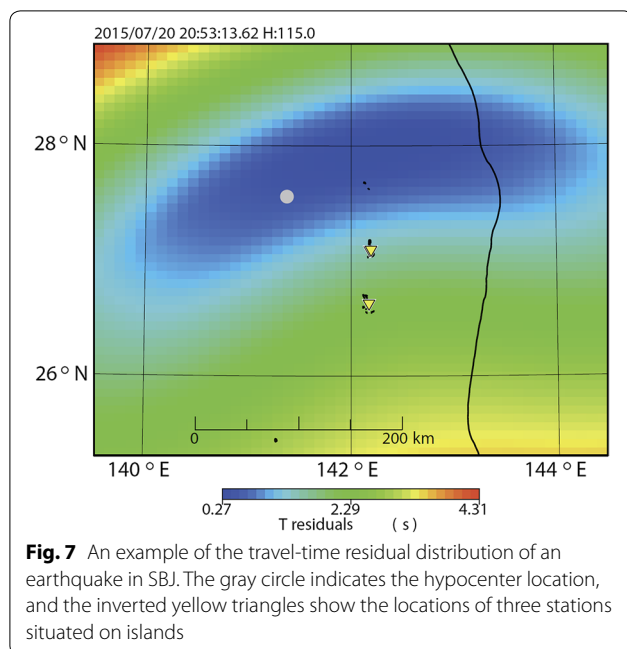 2015/07/20 20:53:13.62 H:115.0
28° N
26° N
0 200 km
140 ° E 142 ° E 144 ° E
0.27 2.29 4.31
T residuals ( s )
Fig. 7 An example of the travel-time residual distribution of an
earthquake in SBJ. The gray circle indicates the hypocenter location,
and the inverted yellow triangles show the locations of three stations
situated on islands